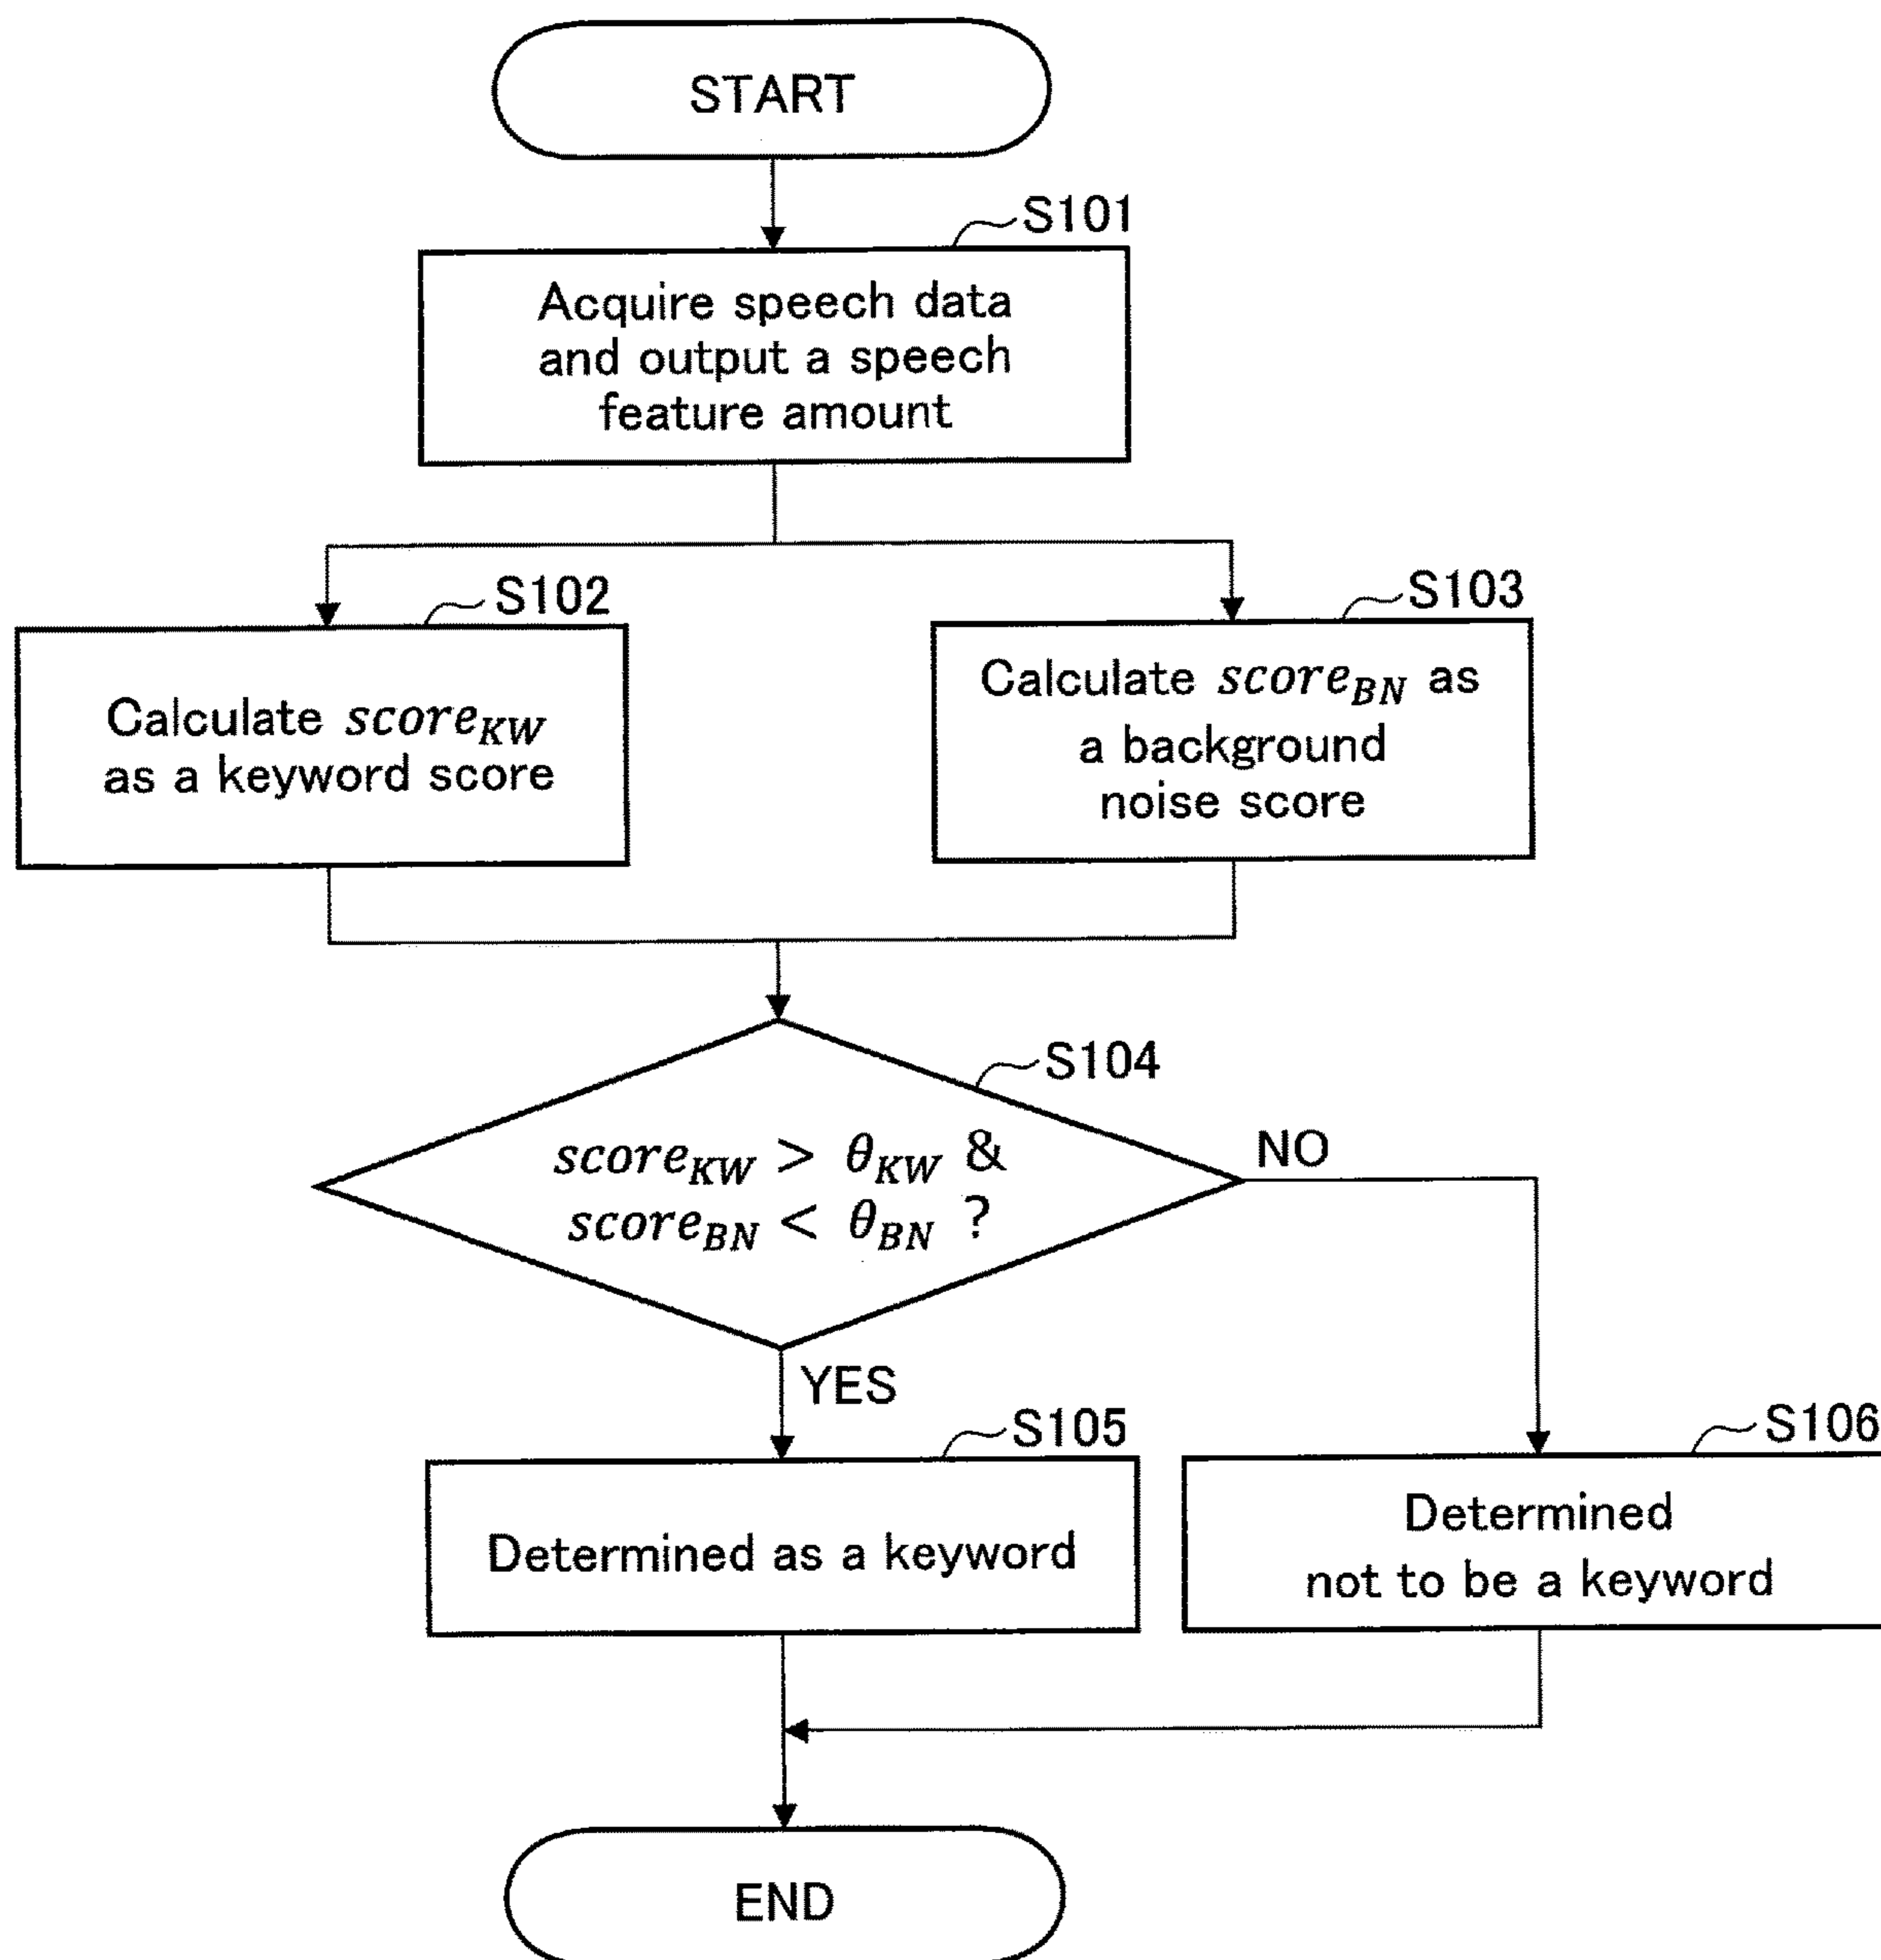 START
S101
Acquire speech data
and output a speech
feature amount
S102
Calculate score_KW
as a keyword score
S103
Calculate score_BN as
a background
noise score
S104
score_KW > θ_KW &
score_BN < θ_BN ?
NO
YES
S105
Determined as a keyword
S106
Determined
not to be a keyword
END